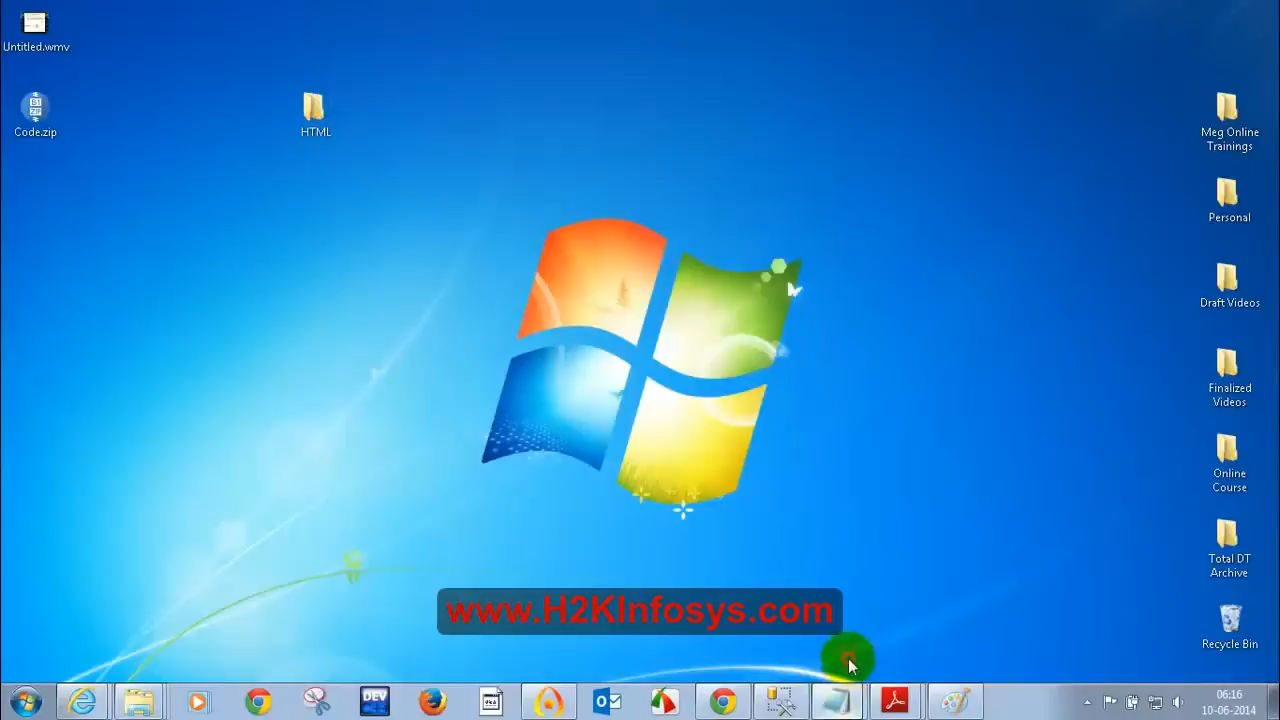 Untitled.wmv
Code.zip
HTML
Meg Online
Trainings
Personal
Draft Videos
Finalized
Videos
Online
Course
Total DT
Archive
Recycle Bin
www.H2KInfosys.com
DEV
06:16
10-06-2014